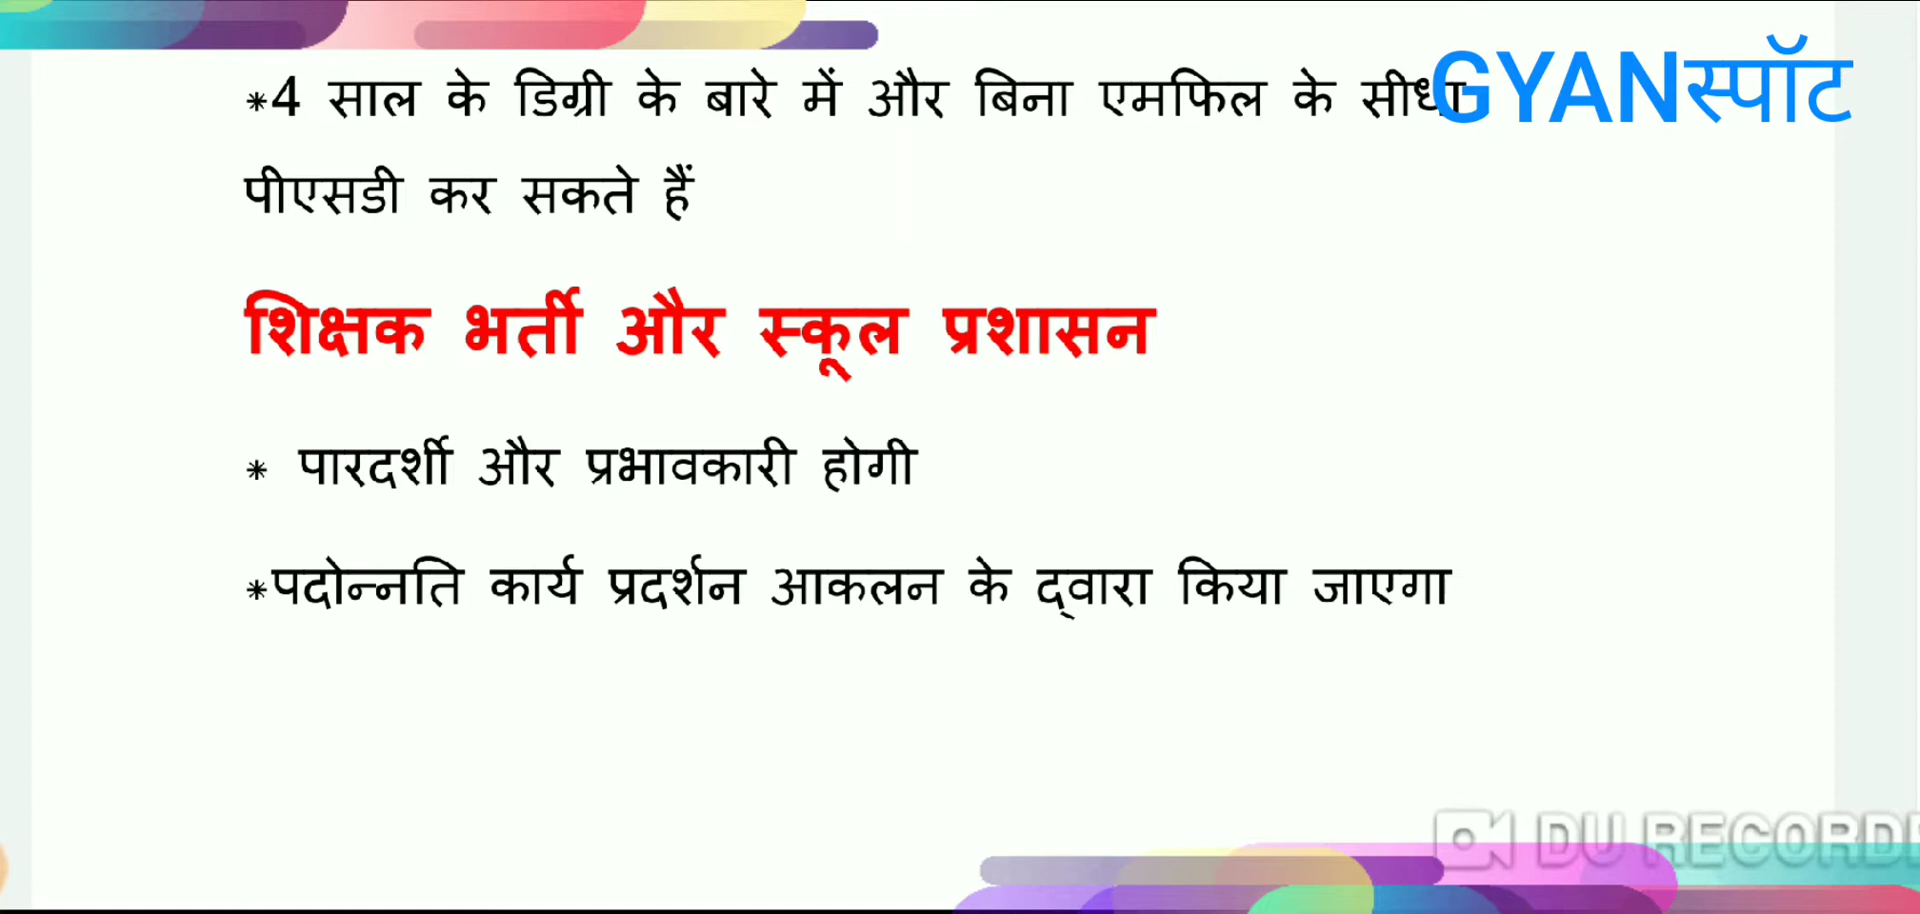 *4 साल के डिग्री के बारे में और बिना एमफिल के सीधा
GYANस्पॉट
पीएसडी कर सकते हैं
शिक्षक भर्ती और स्कूल प्रशासन
* पारदर्शी और प्रभावकारी होगी
*पदोन्नति कार्य प्रदर्शन आकलन के द्वारा किया जाएगा
DU RECORDE